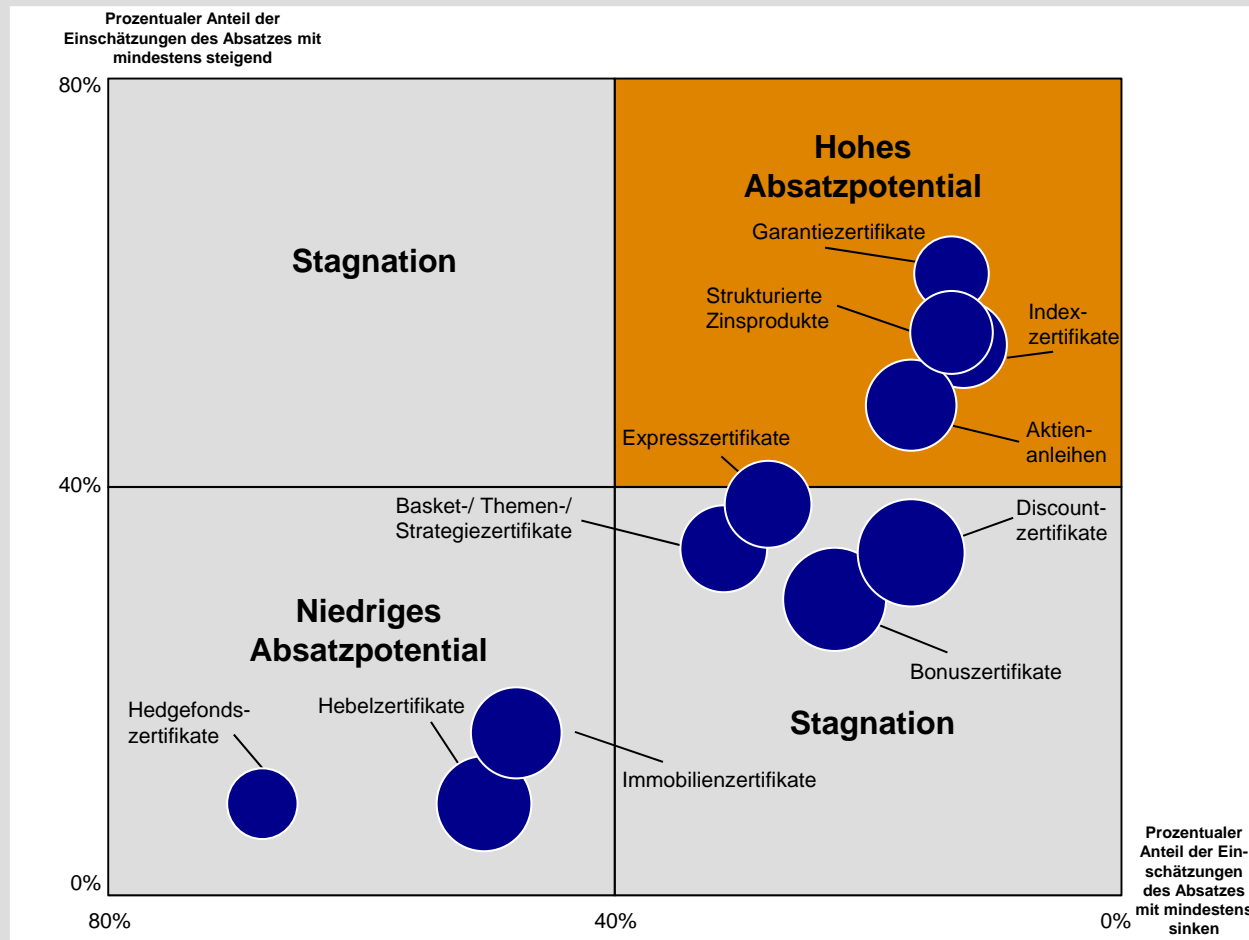 Prozentualer Anteil der
Einschätzungen des Absatzes mit
mindestens steigend
80%
Hohes
Absatzpotential
Garantiezertifikate
Stagnation
Strukturierte
Zinsprodukte
Index-
zertifikate
Expresszertifikate
Aktien-
anleihen
40%
Basket-/ Themen-/
Strategiezertifikate
Discount-
zertifikate
Niedriges
Absatzpotential
Bonuszertifikate
Hedgefonds-
zertifikate
Hebelzertifikate
Stagnation
Immobilienzertifikate
0%
80%
40%
0%
Prozentualer
Anteil der Ein-
schätzungen
des Absatzes
mit mindestens
sinken